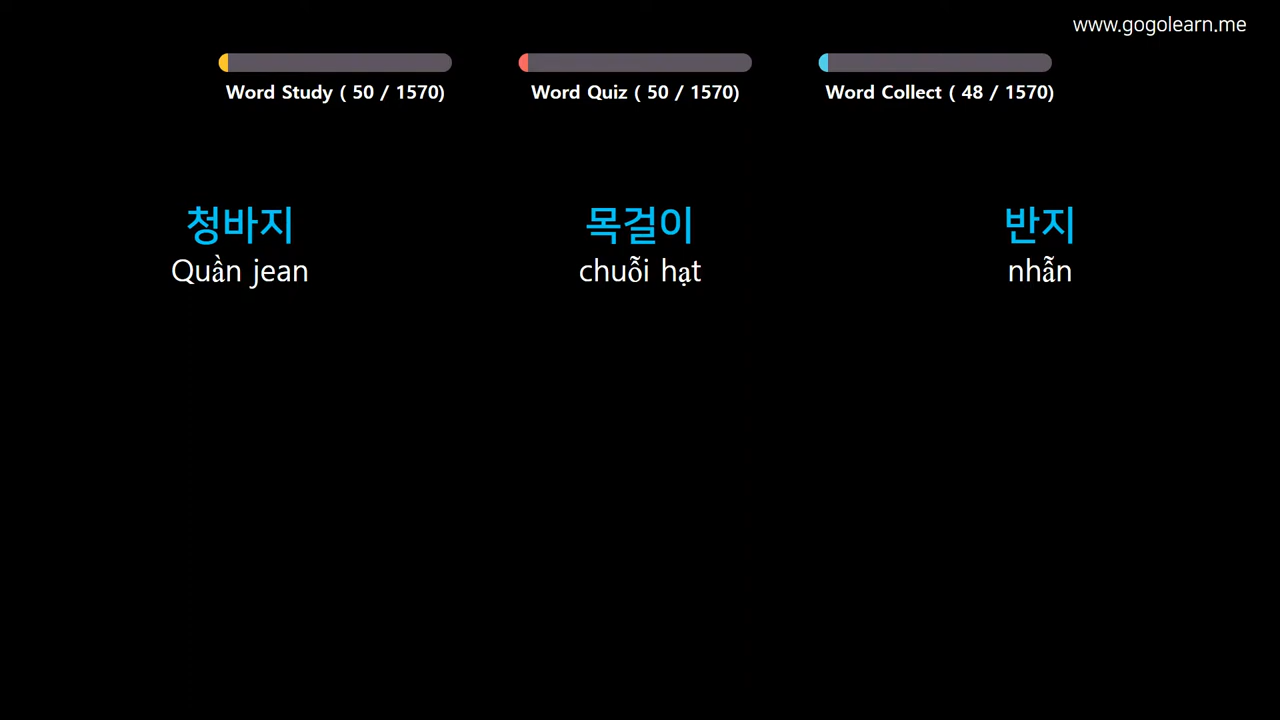 www.gogolearn.me
Word Study ( 50 / 1570)
Word Quiz ( 50 / 1570)
Word Collect ( 48 / 1570)
청바지
Quần jean
목걸이
chuỗi hạt
반지
nhẫn